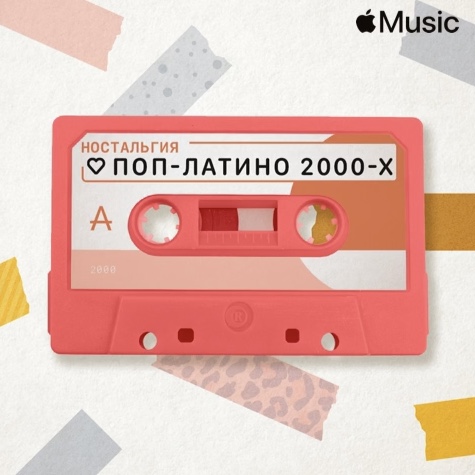 Music
НОСТАЛЬГИЯ
♡ ПОП-ЛАТИНО 2000-Х
A
2000
®